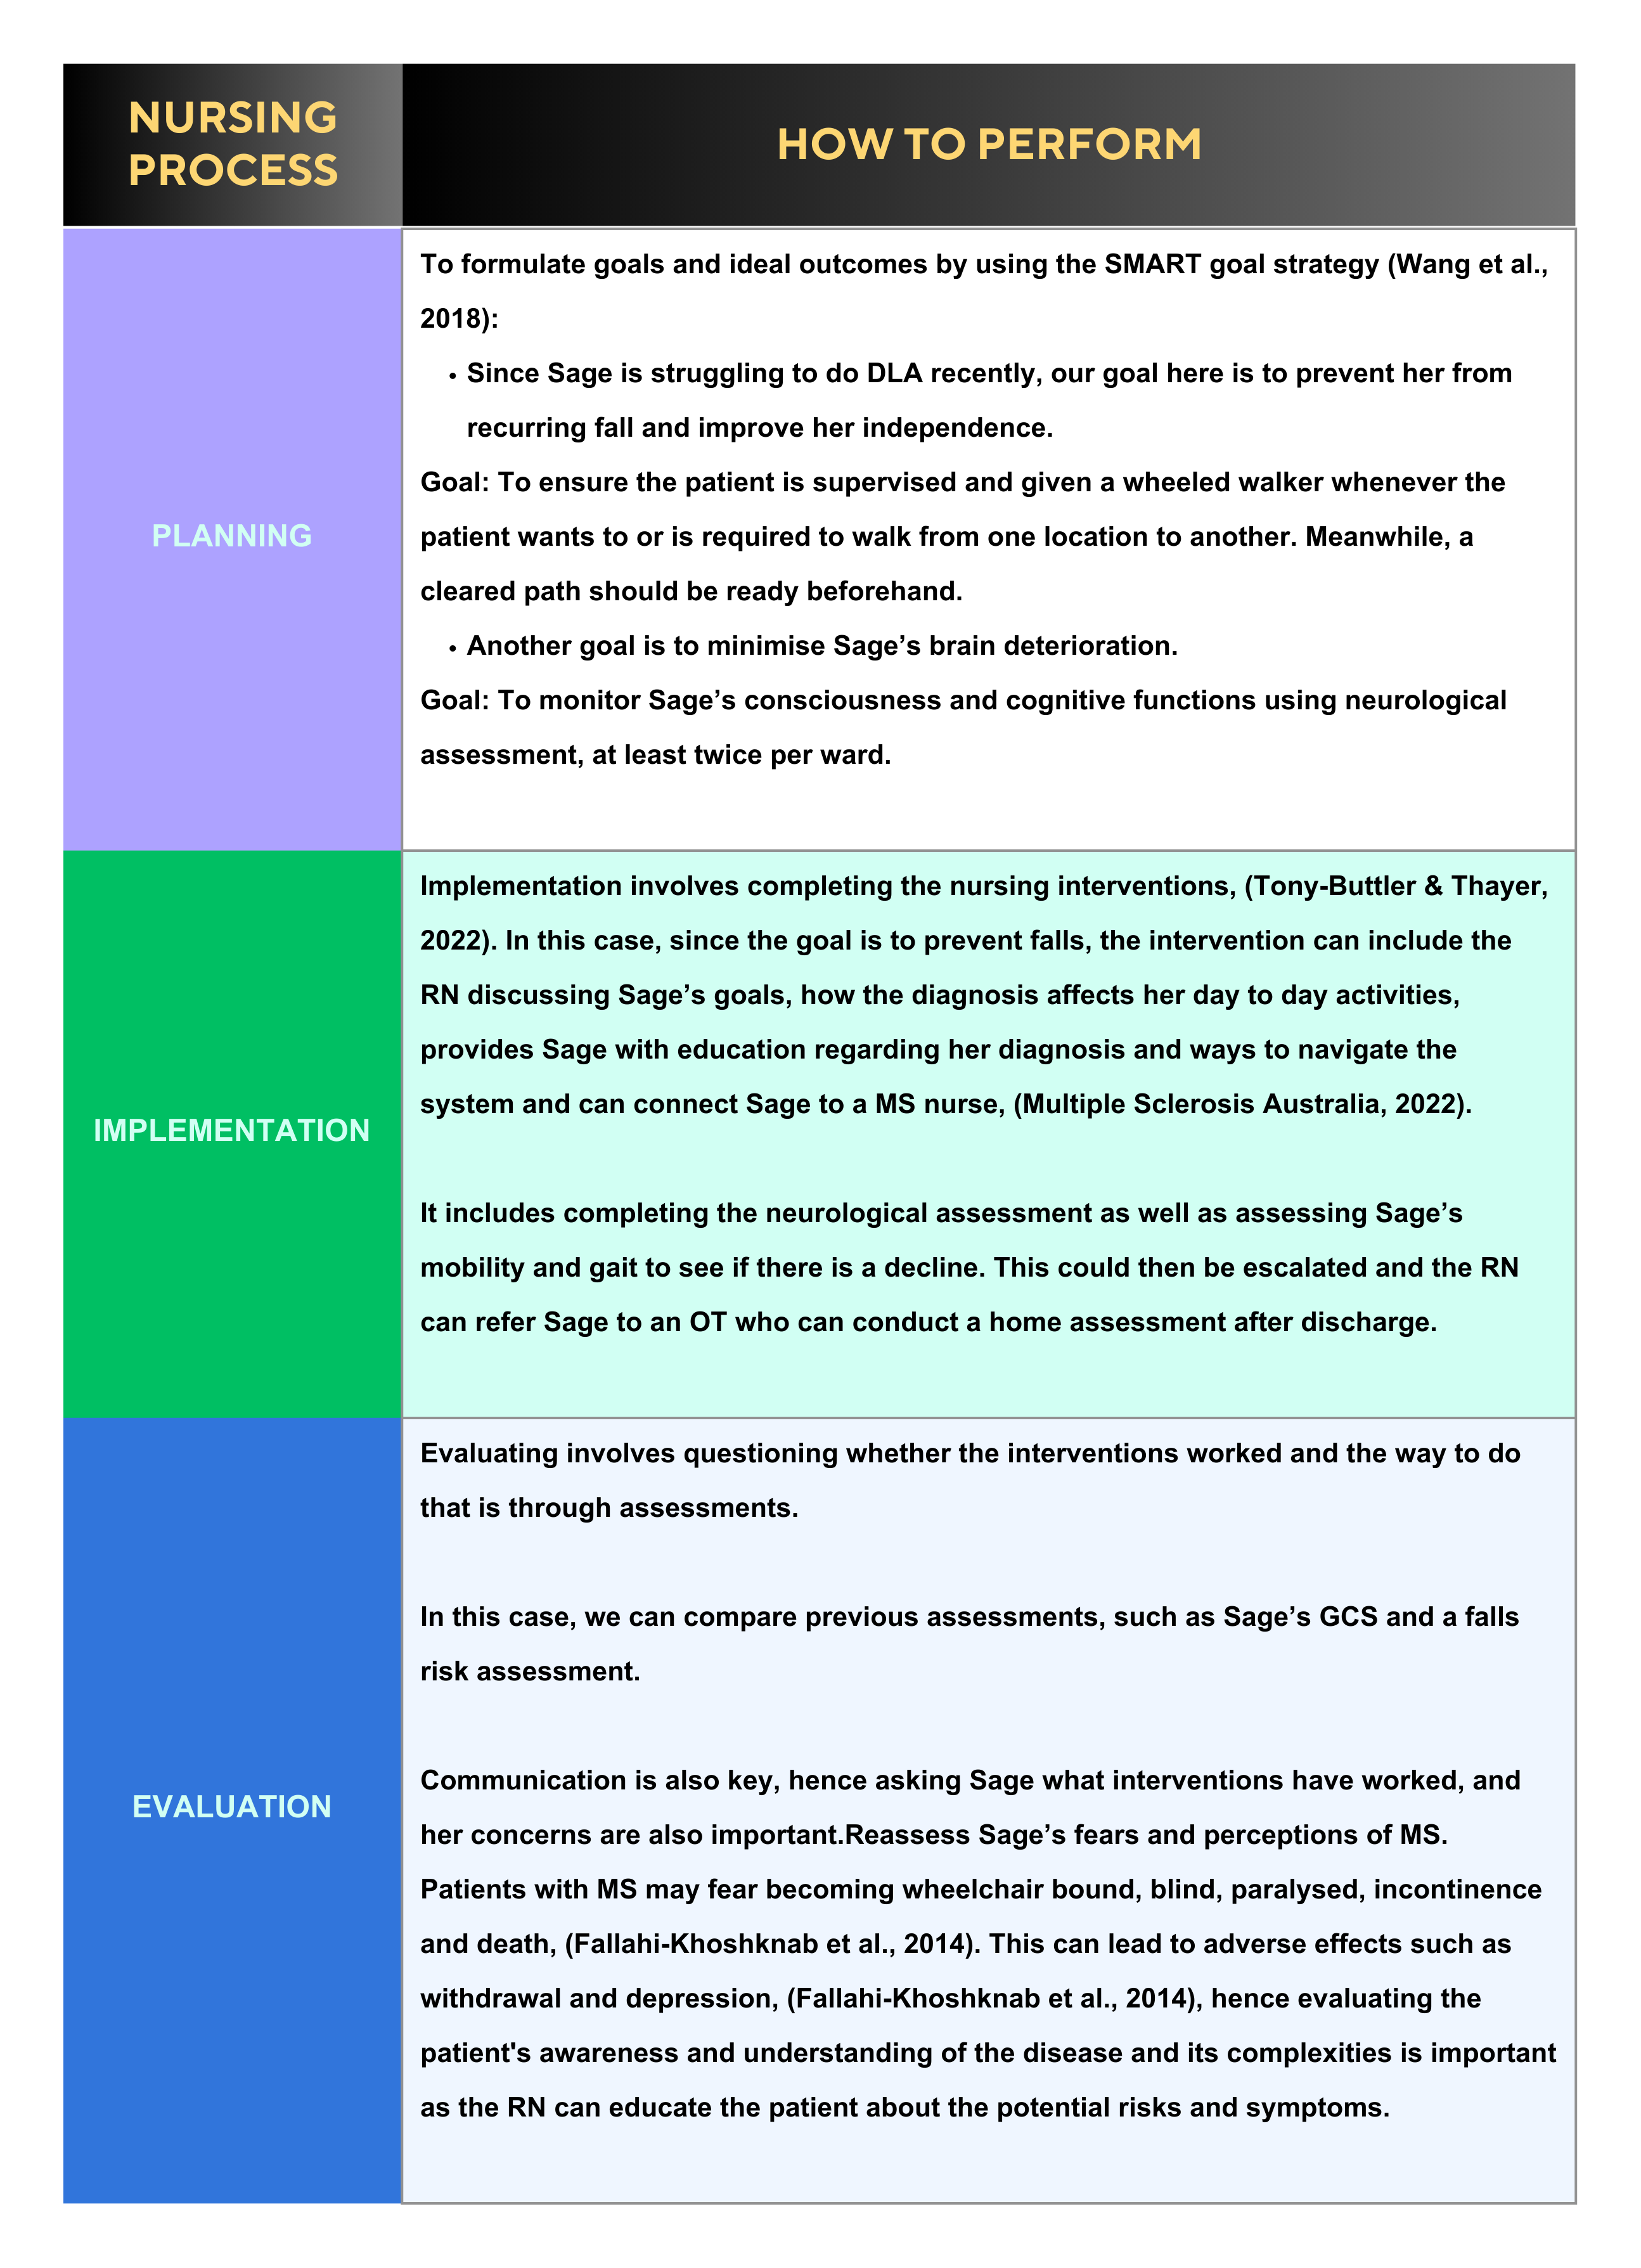 NURSING
PROCESS
HOW TO PERFORM
PLANNING
To formulate goals and ideal outcomes by using the SMART goal strategy (Wang et al.,
2018):
• Since Sage is struggling to do DLA recently, our goal here is to prevent her from
recurring fall and improve her independence.
Goal: To ensure the patient is supervised and given a wheeled walker whenever the
patient wants to or is required to walk from one location to another. Meanwhile, a
cleared path should be ready beforehand.
• Another goal is to minimise Sage’s brain deterioration.
Goal: To monitor Sage’s consciousness and cognitive functions using neurological
assessment, at least twice per ward.
IMPLEMENTATION
Implementation involves completing the nursing interventions, (Tony-Buttler & Thayer,
2022). In this case, since the goal is to prevent falls, the intervention can include the
RN discussing Sage’s goals, how the diagnosis affects her day to day activities,
provides Sage with education regarding her diagnosis and ways to navigate the
system and can connect Sage to a MS nurse, (Multiple Sclerosis Australia, 2022).
It includes completing the neurological assessment as well as assessing Sage’s
mobility and gait to see if there is a decline. This could then be escalated and the RN
can refer Sage to an OT who can conduct a home assessment after discharge.
EVALUATION
Evaluating involves questioning whether the interventions worked and the way to do
that is through assessments.
In this case, we can compare previous assessments, such as Sage’s GCS and a falls
risk assessment.
Communication is also key, hence asking Sage what interventions have worked, and
her concerns are also important.Reassess Sage’s fears and perceptions of MS.
Patients with MS may fear becoming wheelchair bound, blind, paralysed, incontinence
and death, (Fallahi-Khoshknab et al., 2014). This can lead to adverse effects such as
withdrawal and depression, (Fallahi-Khoshknab et al., 2014), hence evaluating the
patient's awareness and understanding of the disease and its complexities is important
as the RN can educate the patient about the potential risks and symptoms.